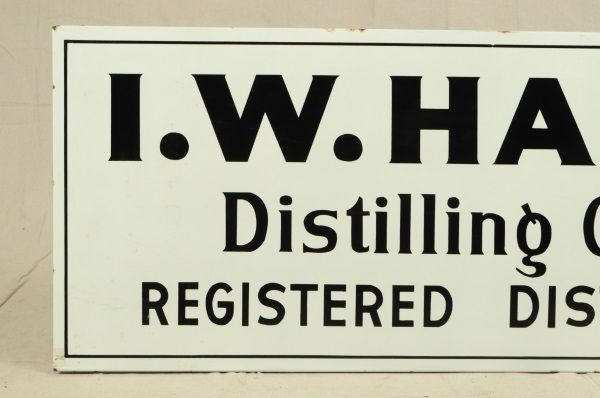 I.W.HA
Distilling C
REGISTERED DIS